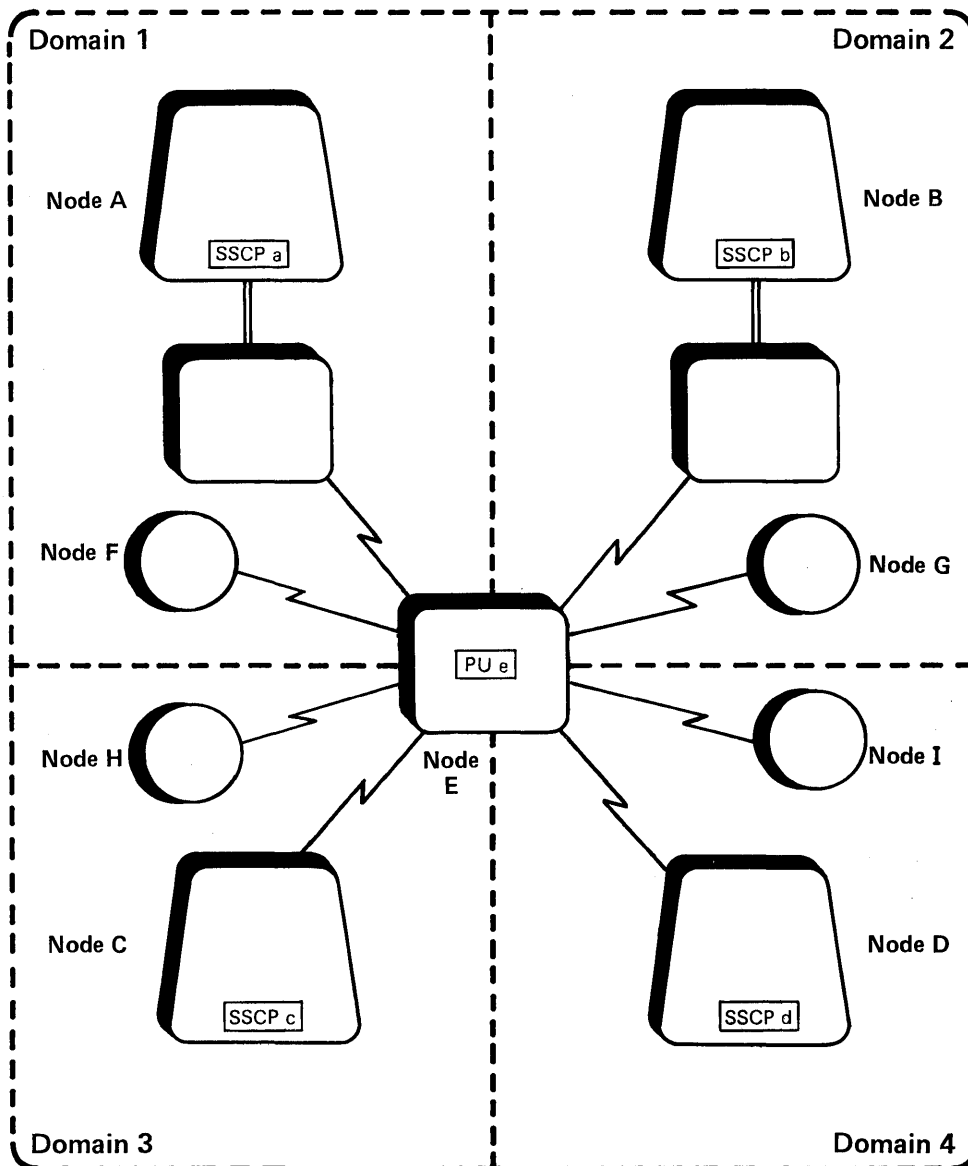 Domain 1
Domain 2
Node A
SSCP a
Node B
SSCP b
Node F
Node G
PU e
Node H
Node
E
Node I
Node C
SSCP c
Node D
SSCP d
Domain 3
Domain 4